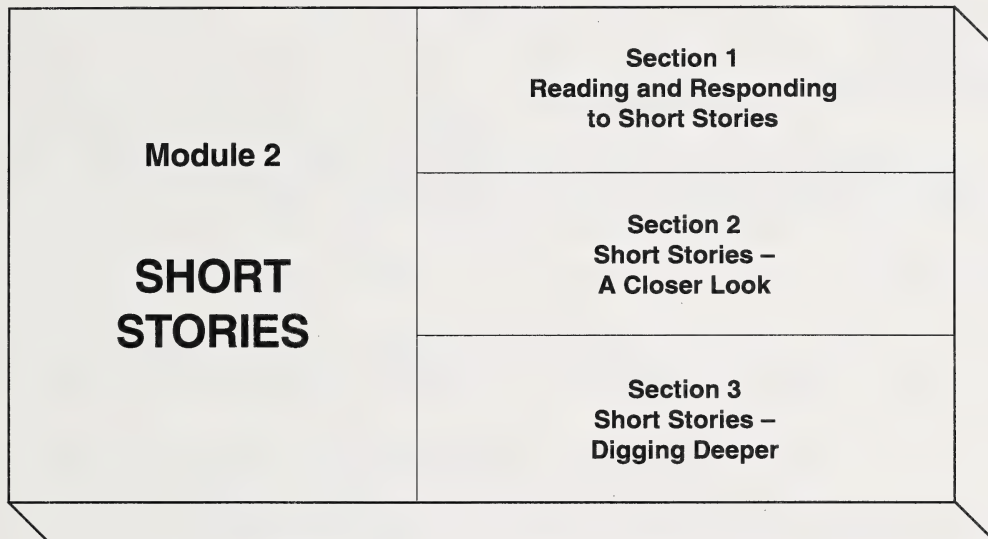 Module 2
SHORT
STORIES
Section 1
Reading and Responding
to Short Stories
Section 2
Short Stories –
A Closer Look
Section 3
Short Stories –
Digging Deeper